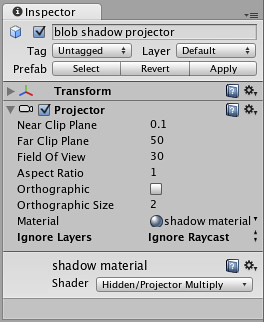 Inspector
blob shadow projector
Tag Untagged Layer Default
Prefab Select Revert Apply
Transform
Projector
Near Clip Plane 0.1
Far Clip Plane 50
Field Of View 30
Aspect Ratio 1
Orthographic
Orthographic Size 2
Material shadow material
Ignore Layers Ignore Raycast
shadow material
Shader Hidden/Projector Multiply